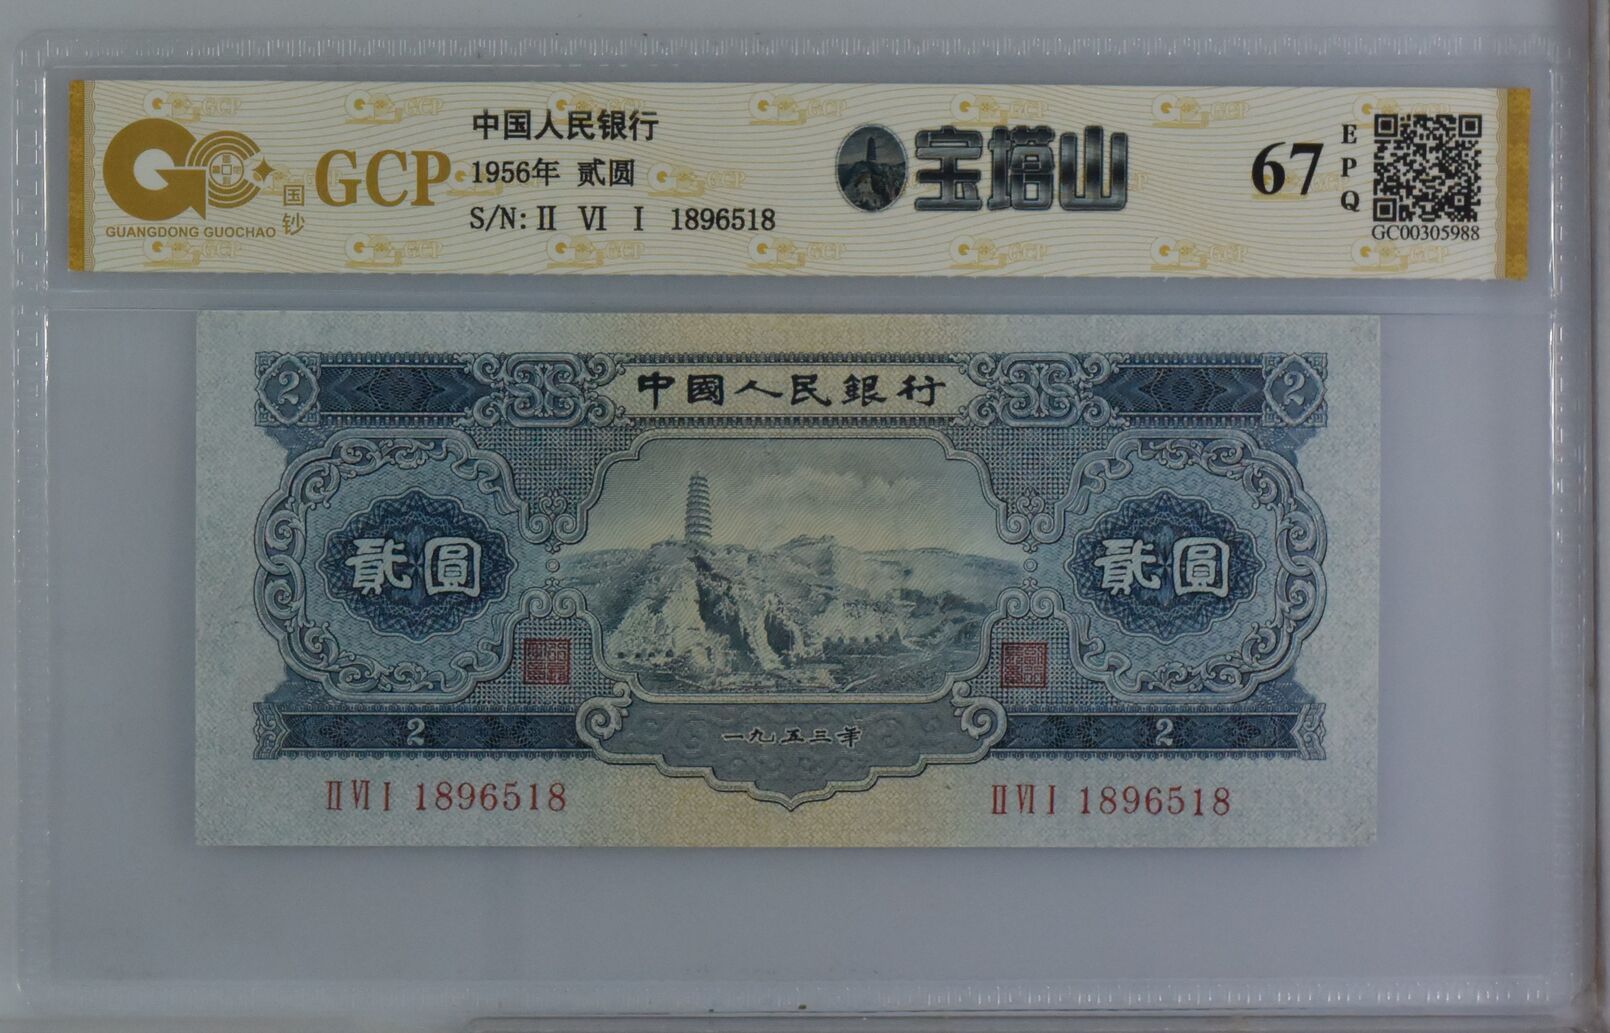 GCP
国
钞
GUANGDONG GUOCHAO
中国人民银行
1956年 贰圆
S/N: II VI I 1896518
宝塔山
67
EPQ
GC00305988
2
中國人民銀行
2
貳圓
貳圓
2
一九五三年
2
II VI I 1896518
II VI I 1896518